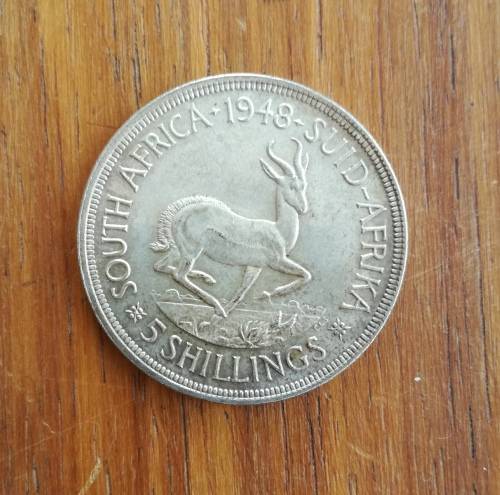 SOUTH AFRICA · 1948 · SUID-AFRIKA
5 SHILLINGS